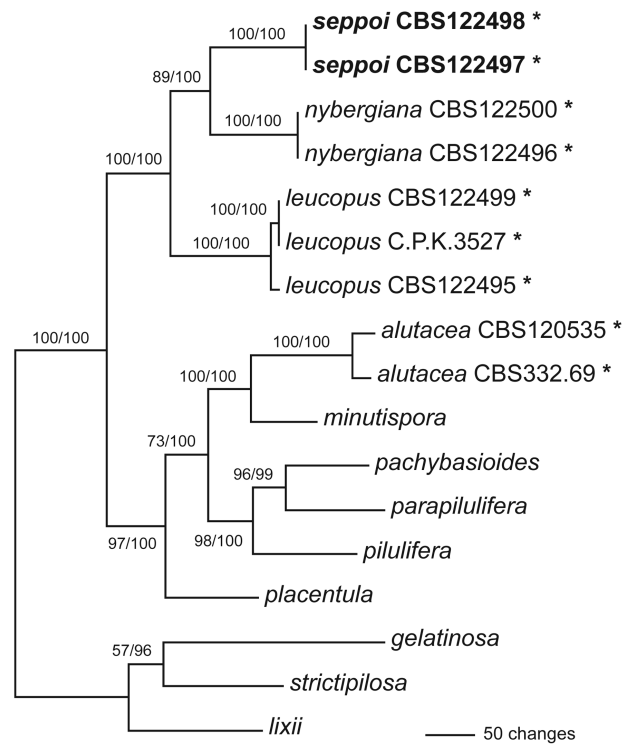 seppoi CBS122498 *
100/100
seppoi CBS122497 *
89/100
nybergiana CBS122500 *
100/100
nybergiana CBS122496 *
100/100
leucopus CBS122499 *
100/100
leucopus C.P.K.3527 *
100/100
leucopus CBS122495 *
alutacea CBS120535 *
100/100
100/100
alutacea CBS332.69 *
100/100
minutispora
73/100
pachybasioides
96/99
parapilulifera
97/100
98/100
pilulifera
placentula
gelatinosa
57/96
strictipilosa
lixii
50 changes